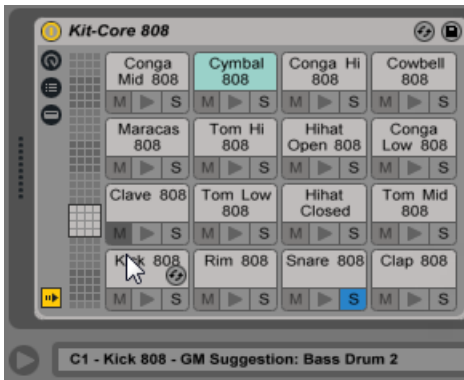 Kit-Core 808
Conga Mid 808 Cymbal 808 Conga Hi 808 Cowbell 808
M S M S M S M S
Maracas 808 Tom Hi 808 Hihat Open 808 Conga Low 808
M S M S M S M S
Clave 808 Tom Low 808 Hihat Closed Tom Mid 808
M S M S M S M S
Kick 808 Rim 808 Snare 808 Clap 808
M S M S M S M S
C1 - Kick 808 - GM Suggestion: Bass Drum 2